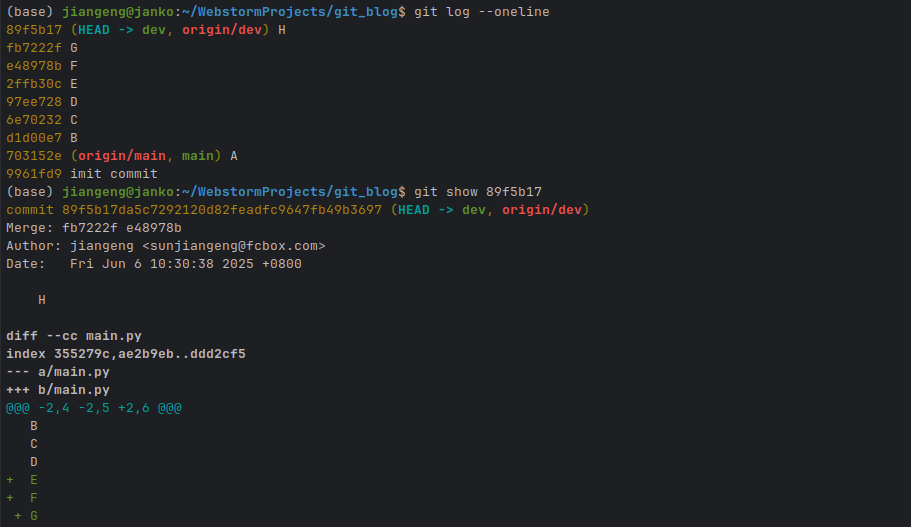 (base) jiangeng@janko:~/WebstormProjects/git_blog$ git log --oneline
89f5b17 (HEAD -> dev, origin/dev) H
fb7222f G
e48978b F
2ffb30c E
97ee728 D
6e70232 C
d1d00e7 B
703152e (origin/main, main) A
9961fd9 imit commit
(base) jiangeng@janko:~/WebstormProjects/git_blog$ git show 89f5b17
commit 89f5b17da5c7292120d82feadfc9647fb49b3697 (HEAD -> dev, origin/dev)
Merge: fb7222f e48978b
Author: jiangeng <sunjiangeng@fcbox.com>
Date:   Fri Jun 6 10:30:38 2025 +0800
    H
diff --cc main.py
index 355279c,ae2b9eb..ddd2cf5
--- a/main.py
+++ b/main.py
@@@ -2,4 -2,5 +2,6 @@@
   B
   C
   D
+  E
+  F
 + G